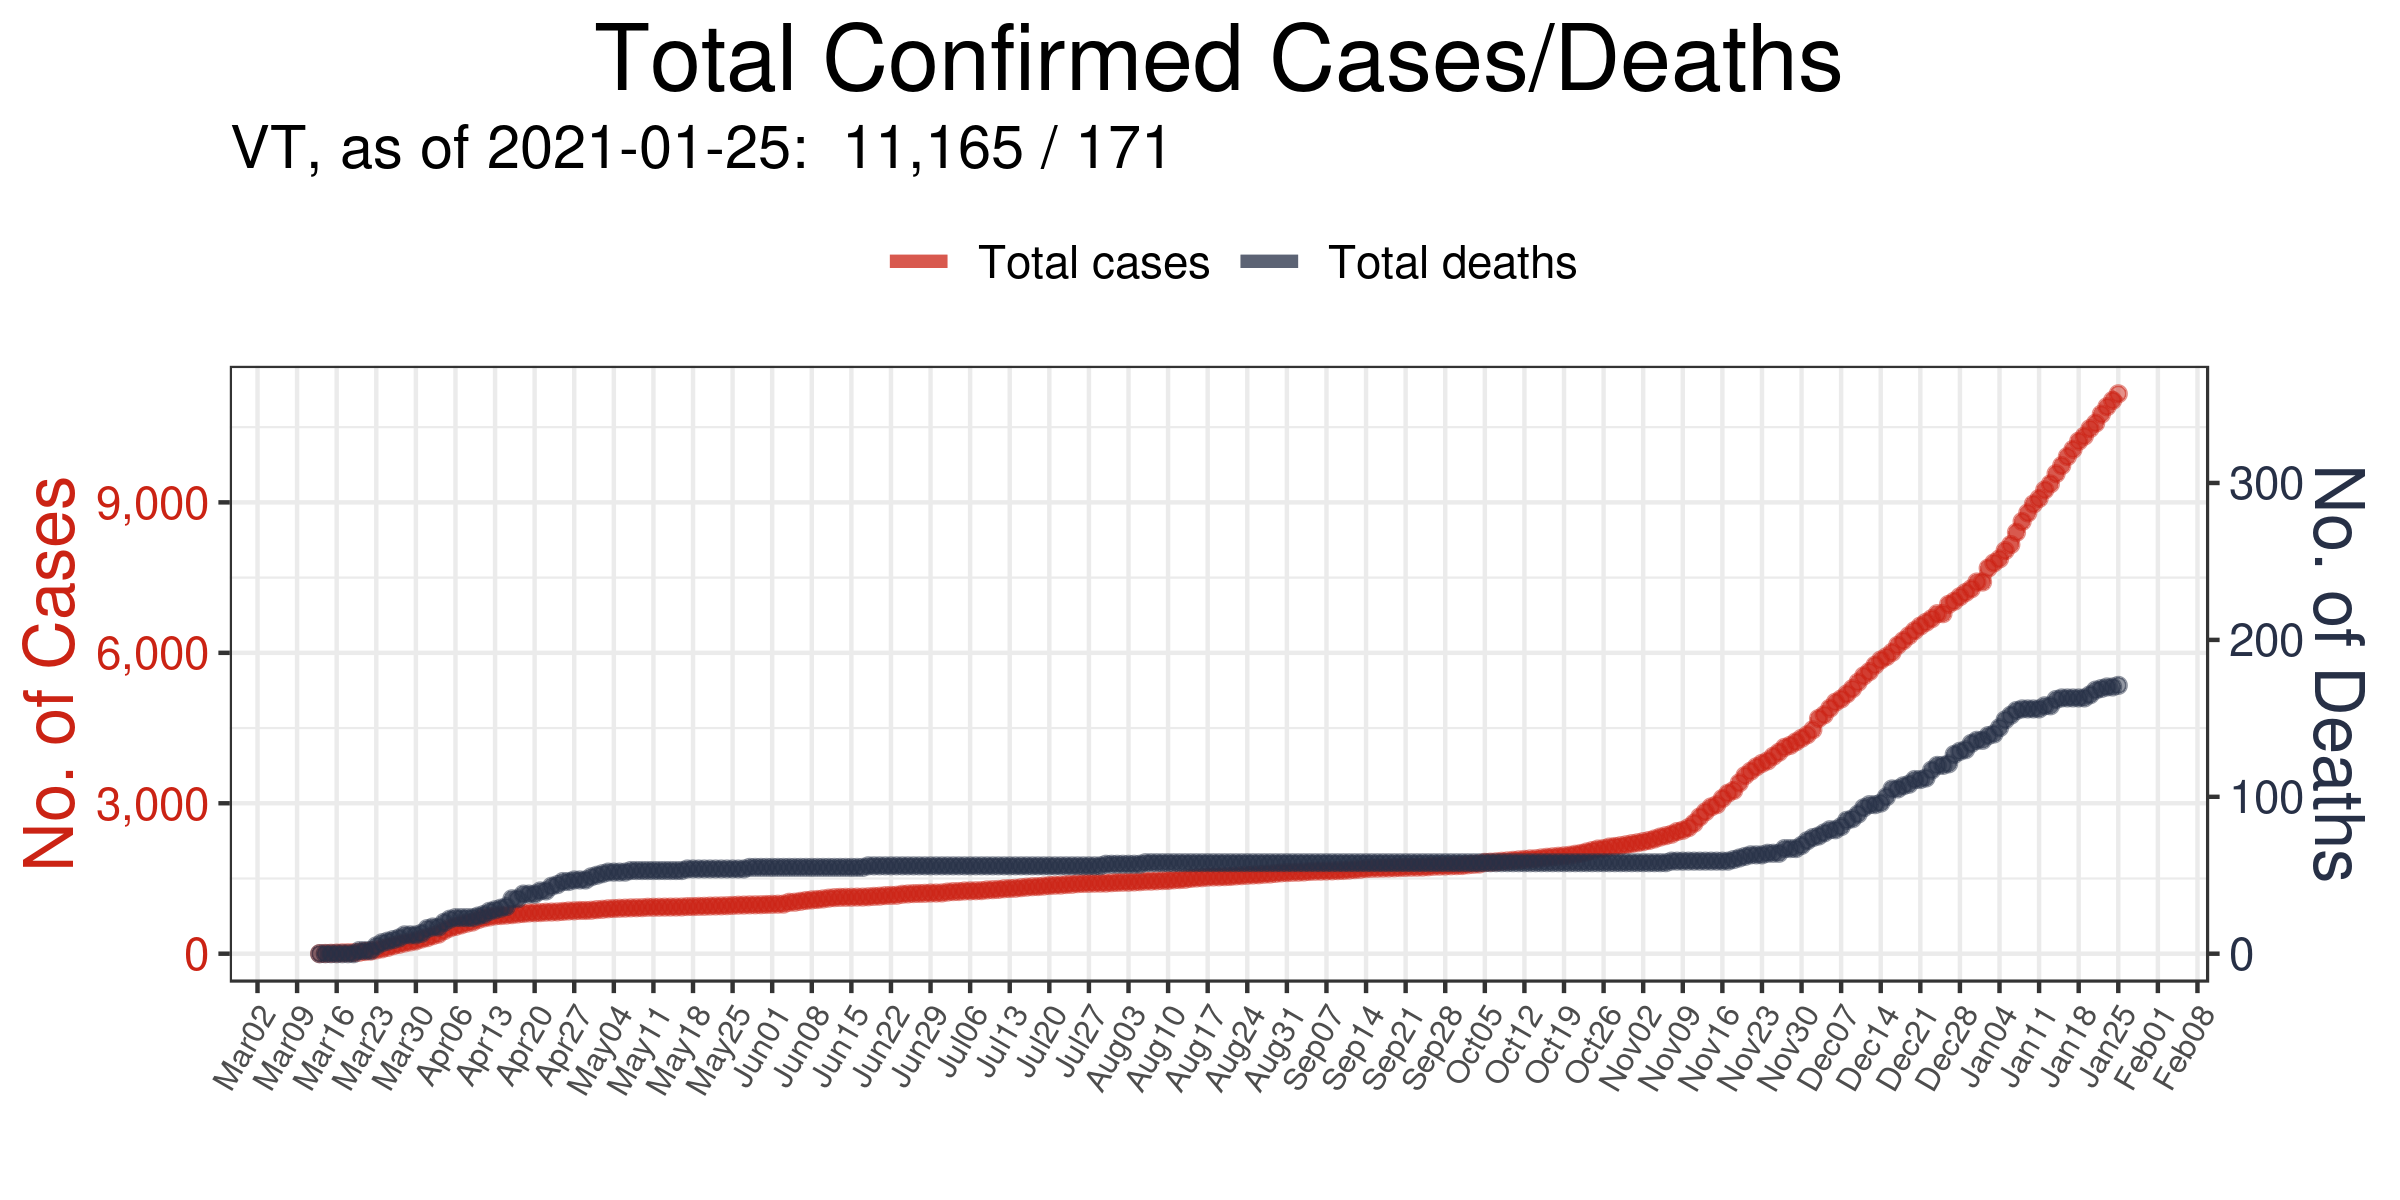 Total Confirmed Cases/Deaths
VT, as of 2021-01-25:  11,165 / 171
Total cases
Total deaths
No. of Cases
9,000
6,000
3,000
0
300
200
100
0
No. of Deaths
Mar02
Mar09
Mar16
Mar23
Mar30
Apr06
Apr13
Apr20
Apr27
May04
May11
May18
May25
Jun01
Jun08
Jun15
Jun22
Jun29
Jul06
Jul13
Jul20
Jul27
Aug03
Aug10
Aug17
Aug24
Aug31
Sep07
Sep14
Sep21
Sep28
Oct05
Oct12
Oct19
Oct26
Nov02
Nov09
Nov16
Nov23
Nov30
Dec07
Dec14
Dec21
Dec28
Jan04
Jan11
Jan18
Jan25
Feb01
Feb08